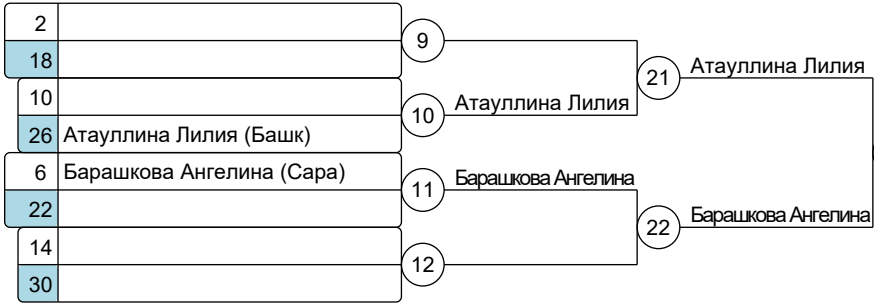 2
18
9
10
26 Атауллина Лилия (Башк)
10 Атауллина Лилия
21 Атауллина Лилия
6 Барашкова Ангелина (Сара)
22
11 Барашкова Ангелина
14
30
12
22 Барашкова Ангелина